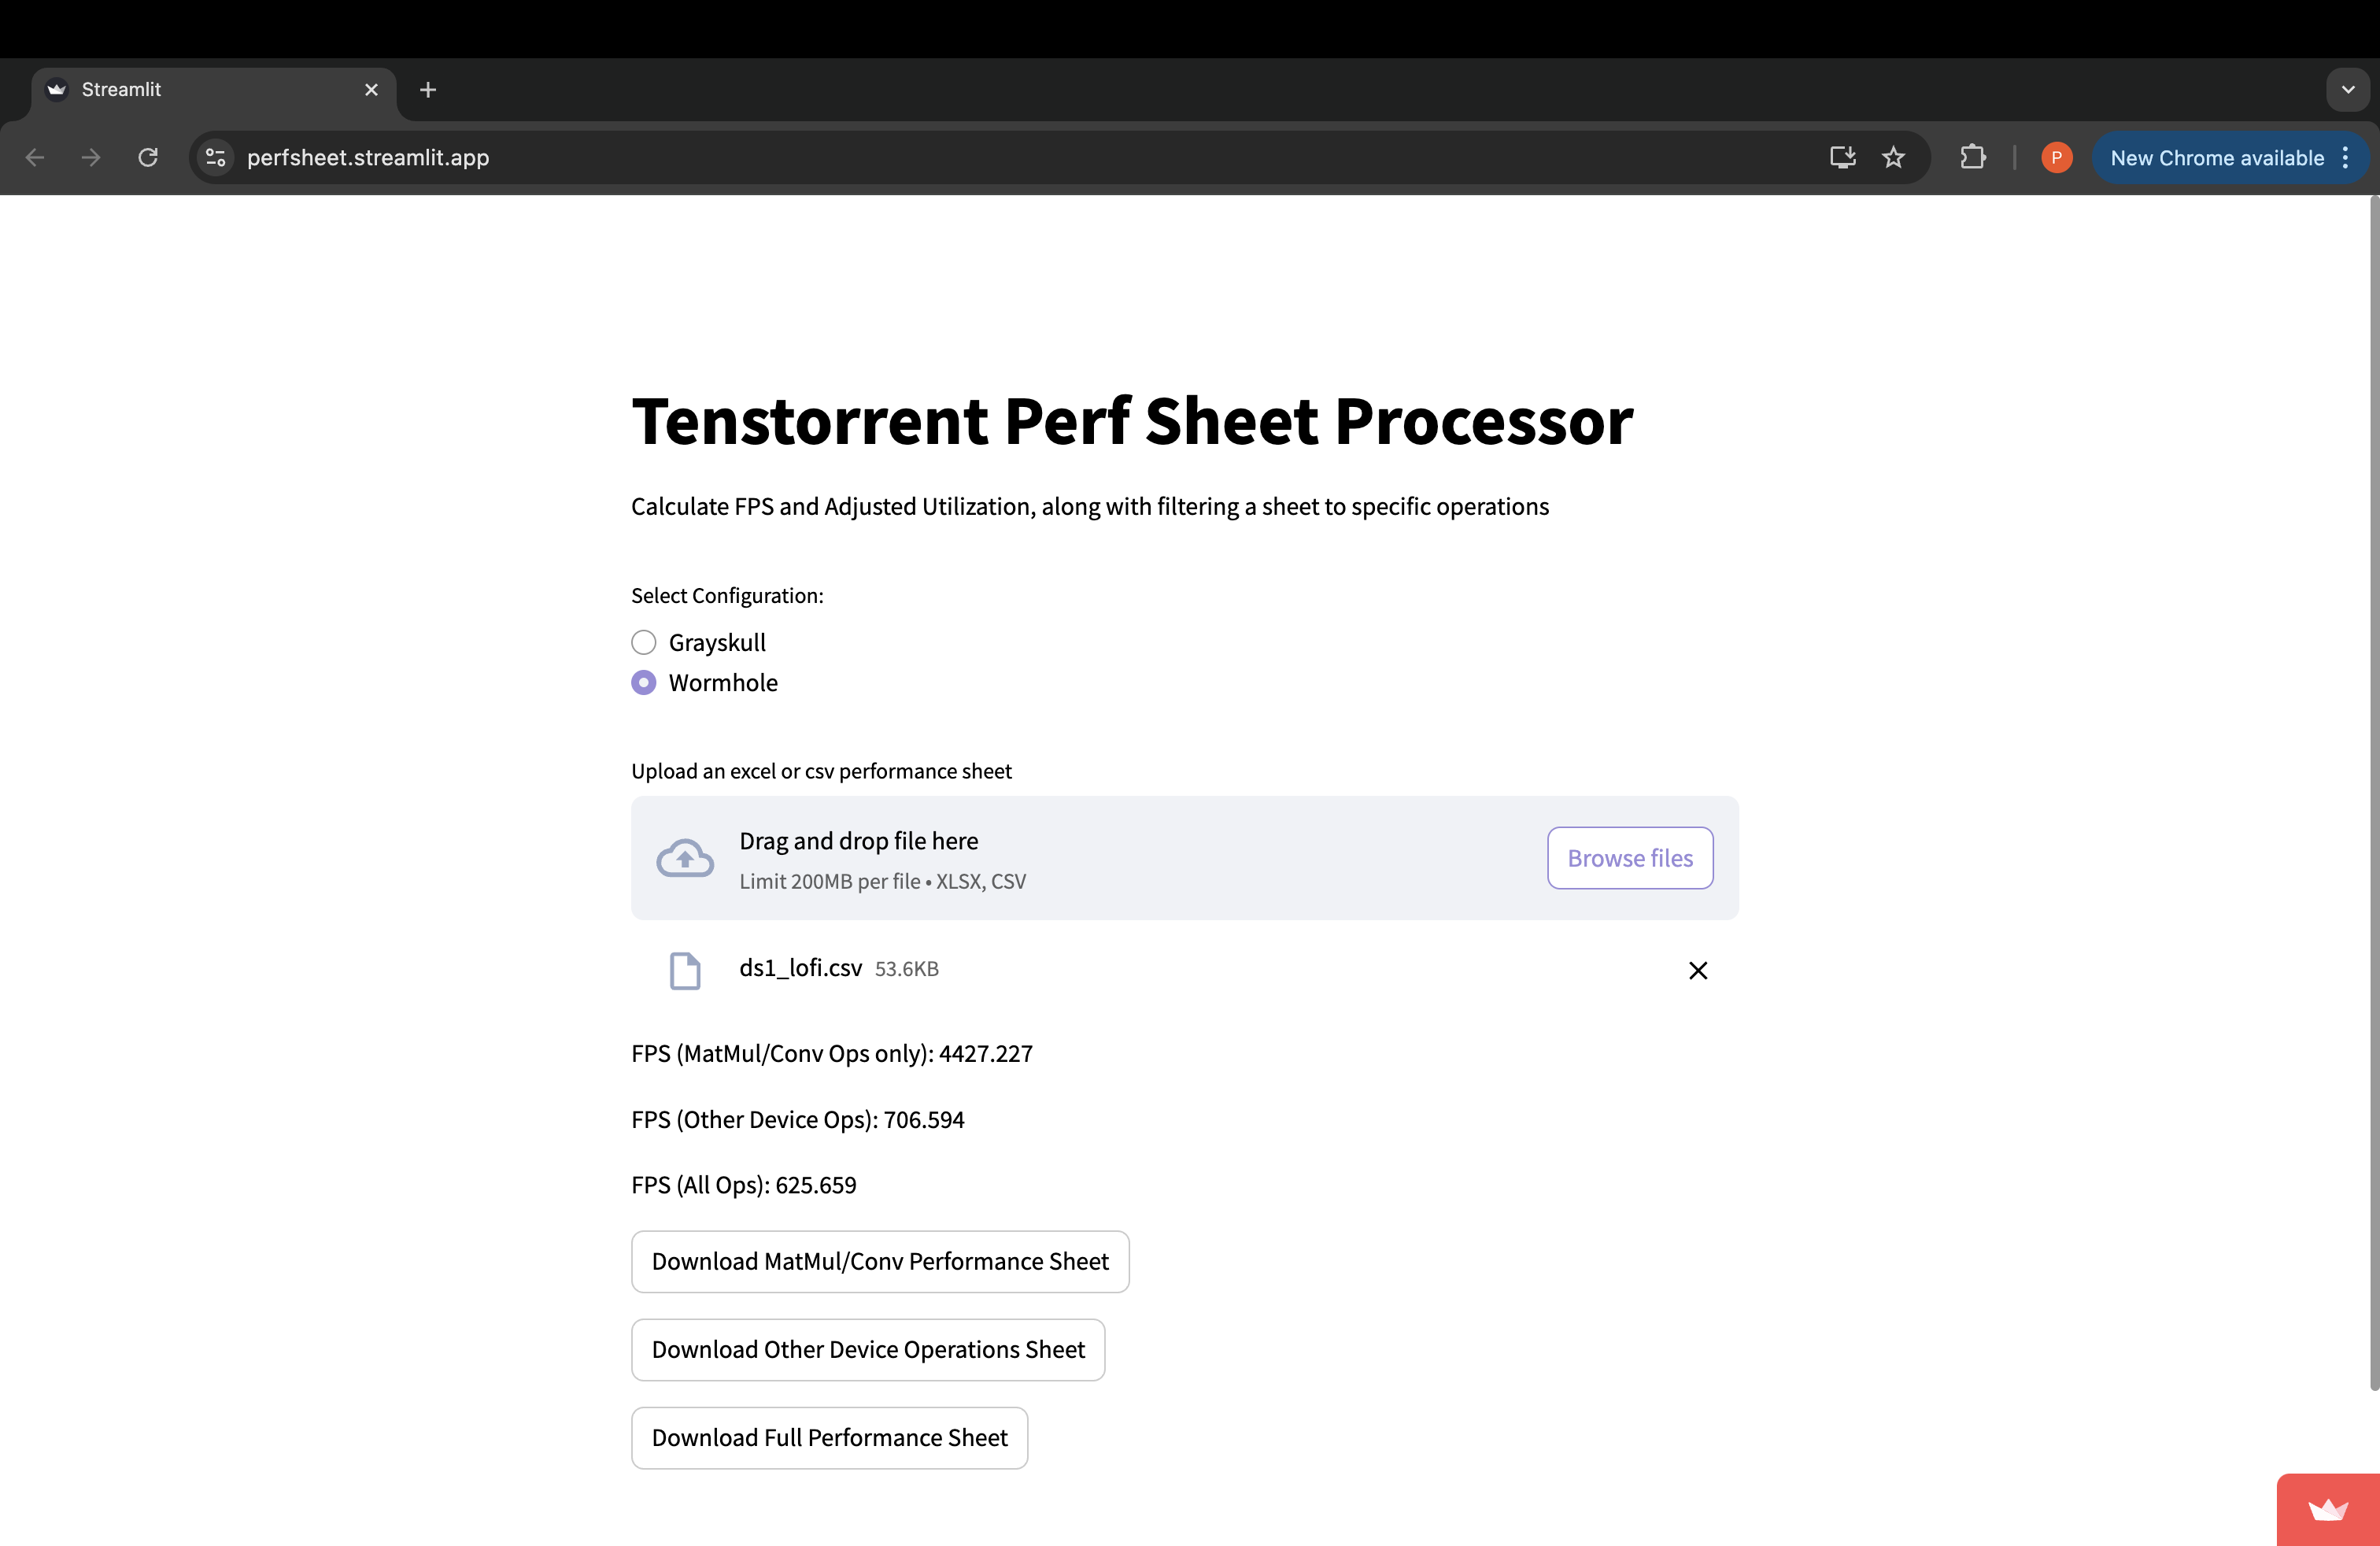 Streamlit
perfsheet.streamlit.app
P
New Chrome available
Tenstorrent Perf Sheet Processor
Calculate FPS and Adjusted Utilization, along with filtering a sheet to specific operations
Select Configuration:
Grayskull
Wormhole
Upload an excel or csv performance sheet
Drag and drop file here
Limit 200MB per file • XLSX, CSV
Browse files
ds1_lofi.csv 53.6KB
FPS (MatMul/Conv Ops only): 4427.227
FPS (Other Device Ops): 706.594
FPS (All Ops): 625.659
Download MatMul/Conv Performance Sheet
Download Other Device Operations Sheet
Download Full Performance Sheet